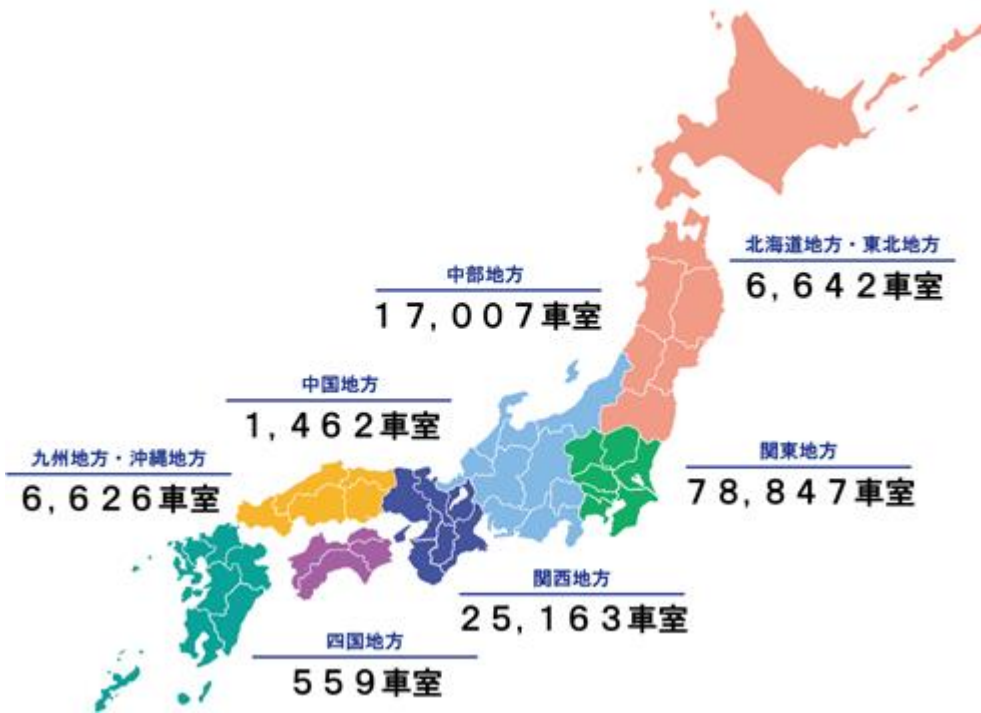 北海道地方・東北地方
６,６４２車室
中部地方
１７,００７車室
中国地方
１,４６２車室
九州地方・沖縄地方
６,６２６車室
関東地方
７８,８４７車室
関西地方
２５,１６３車室
四国地方
５５９車室